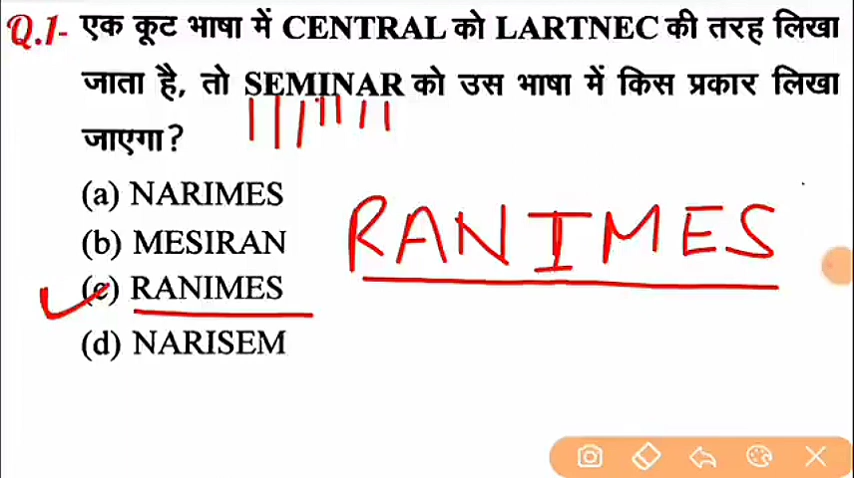 Q.1- एक कूट भाषा में CENTRAL को LARTNEC की तरह लिखा
जाता है, तो SEMINAR को उस भाषा में किस प्रकार लिखा
जाएगा?
(a) NARIMES
(b) MESIRAN
(c) RANIMES
(d) NARISEM
RANIMES